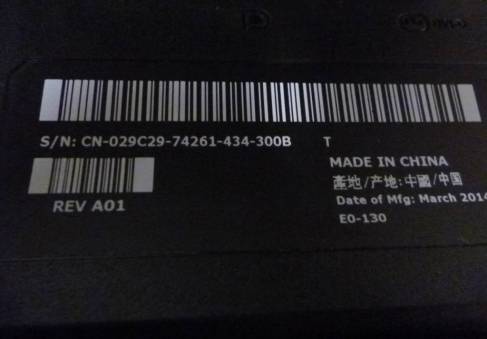 S/N: CN-029C29-74261-434-300B T
MADE IN CHINA
產地/产地:中國/中国
REV A01
Date of Mfg: March 2014
E0-130